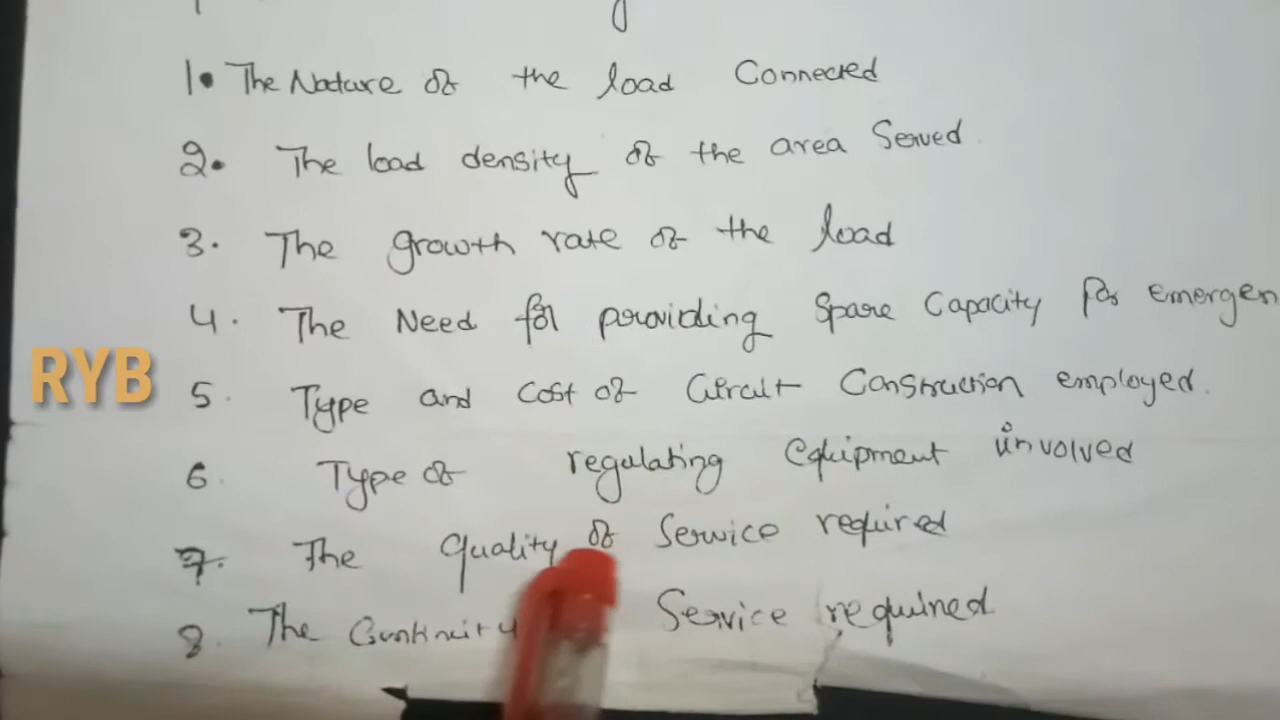 1. The Nature of the load Connected
2. The load density of the area Served
3. The growth rate of the load
4. The Need for providing Spare Capacity for emergen
RYB
5. Type and Cost of Circuit Construction employed.
6. Type of regulating Equipment involved
7. The quality of Service required
8. The Continuity Service required